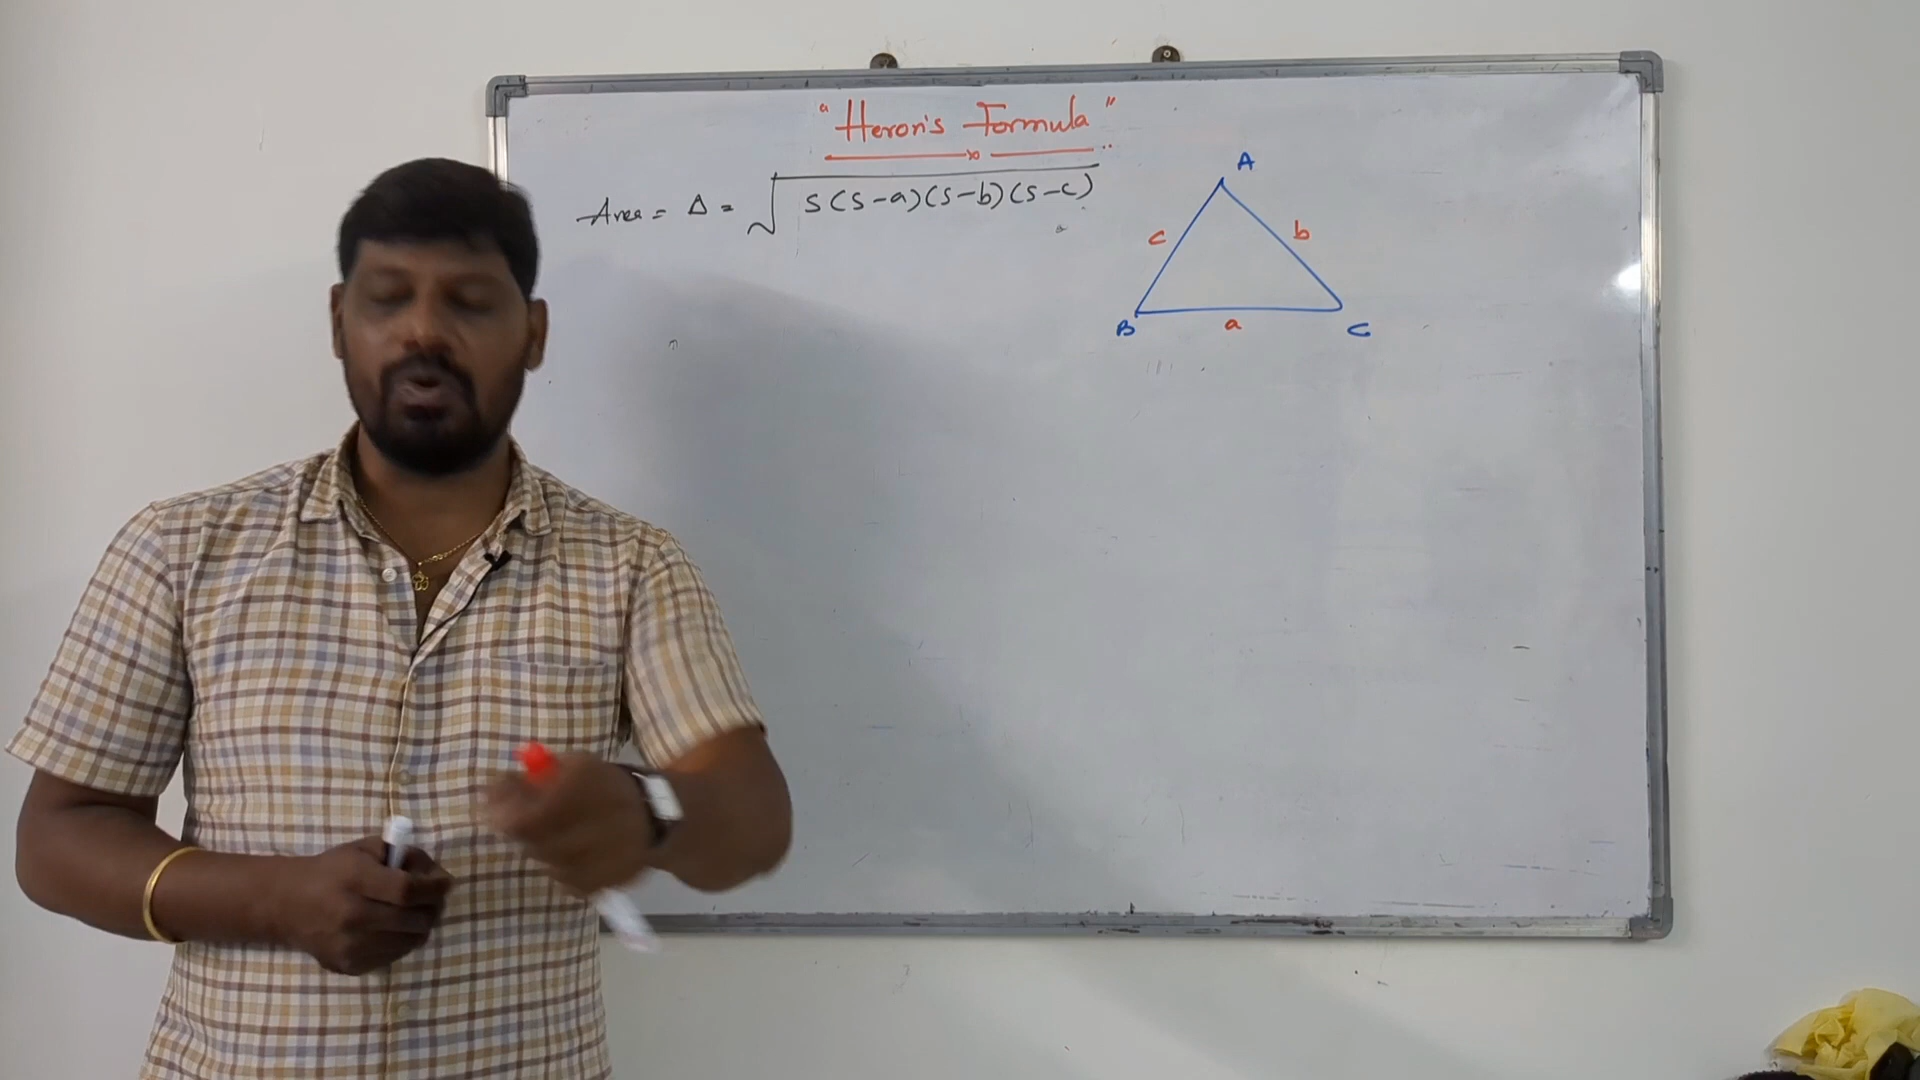 "Heron's Formula"
Area = Δ = √s(s-a)(s-b)(s-c)
A
c
b
B
a
C